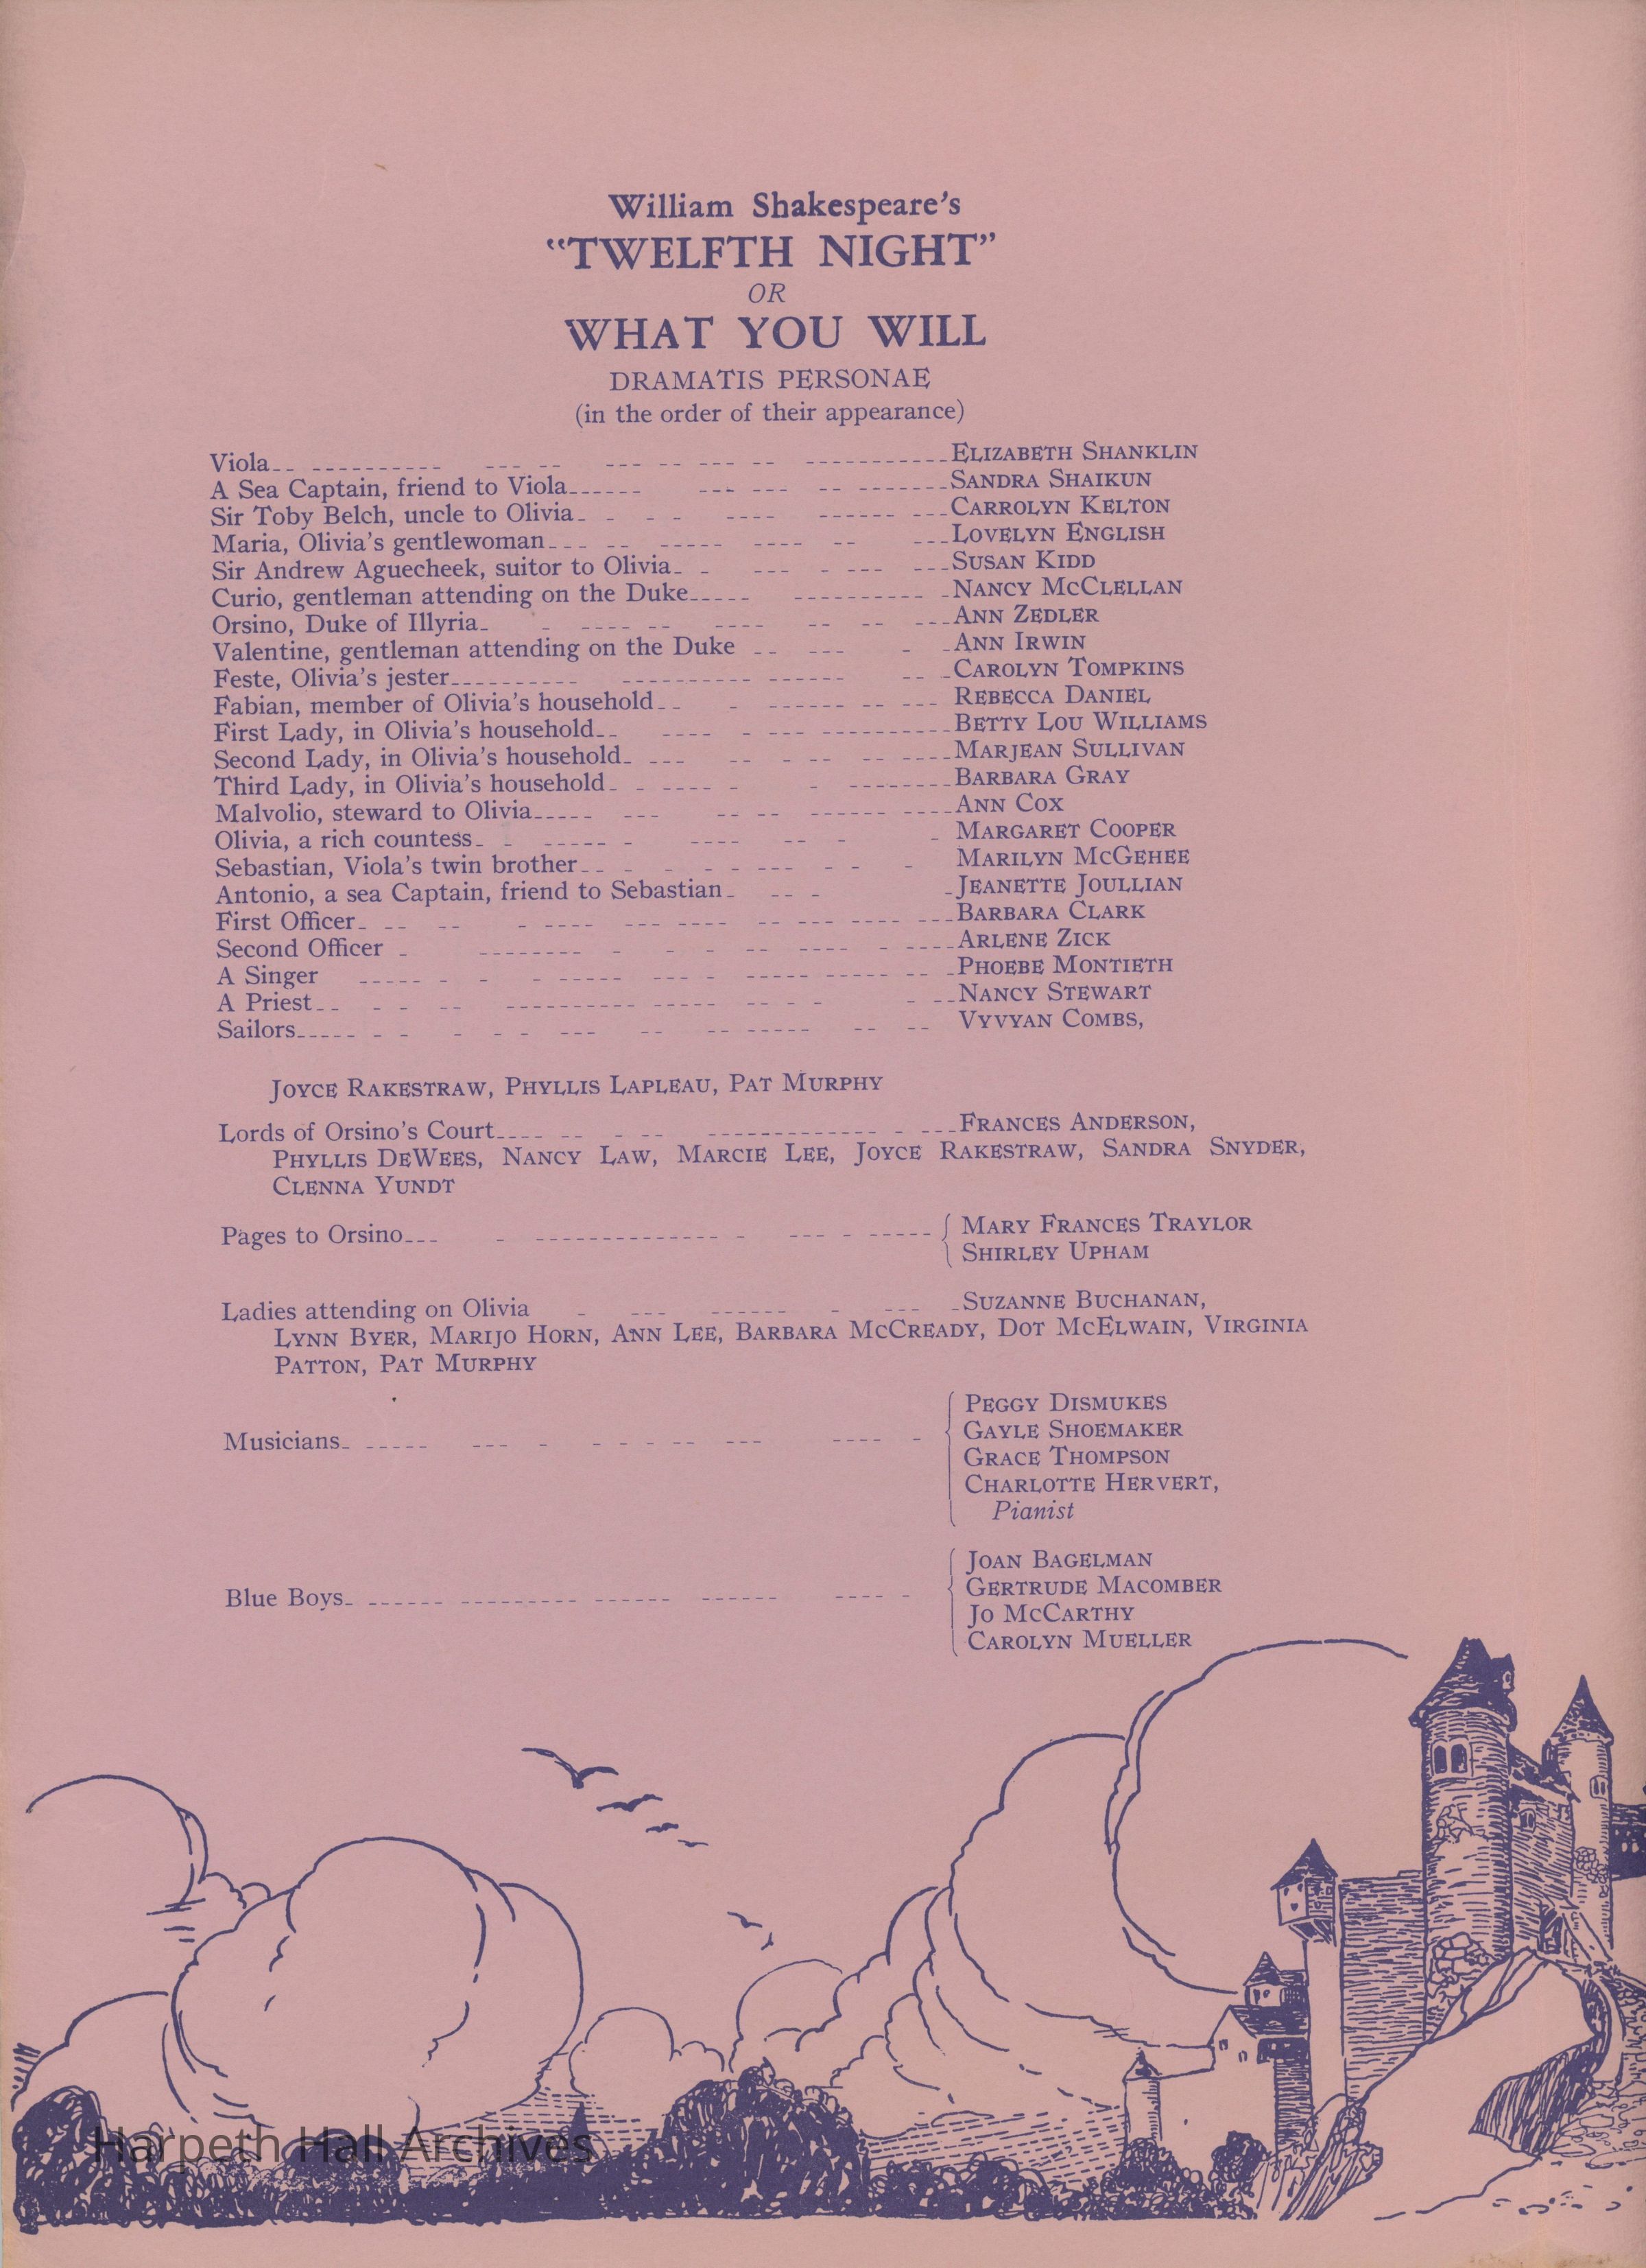 William Shakespeare's
"TWELFTH NIGHT"
OR
WHAT YOU WILL
DRAMATIS PERSONAE
(in the order of their appearance)
Viola ELIZABETH SHANKLIN
A Sea Captain, friend to Viola SANDRA SHAIKUN
Sir Toby Belch, uncle to Olivia CARROLYN KELTON
Maria, Olivia's gentlewoman LOVELYN ENGLISH
Sir Andrew Aguecheek, suitor to Olivia SUSAN KIDD
Curio, gentleman attending on the Duke NANCY MCCLELLAN
Orsino, Duke of Illyria ANN ZEDLER
Valentine, gentleman attending on the Duke ANN IRWIN
Feste, Olivia's jester CAROLYN TOMPKINS
Fabian, member of Olivia's household REBECCA DANIEL
First Lady, in Olivia's household BETTY LOU WILLIAMS
Second Lady, in Olivia's household MARJEAN SULLIVAN
Third Lady, in Olivia's household BARBARA GRAY
Malvolio, steward to Olivia ANN COX
Olivia, a rich countess MARGARET COOPER
Sebastian, Viola's twin brother MARILYN MCGEHEE
Antonio, a sea Captain, friend to Sebastian JEANETTE JOULLIAN
First Officer BARBARA CLARK
Second Officer ARLENE ZICK
A Singer PHOEBE MONTIETH
A Priest NANCY STEWART
Sailors VYVYAN COMBS,
JOYCE RAKESTRAW, PHYLLIS LAPLEAU, PAT MURPHY
Lords of Orsino's Court FRANCES ANDERSON,
PHYLLIS DEWEES, NANCY LAW, MARCIE LEE, JOYCE RAKESTRAW, SANDRA SNYDER,
CLENNA YUNDT
Pages to Orsino MARY FRANCES TRAYLOR
SHIRLEY UPHAM
Ladies attending on Olivia SUZANNE BUCHANAN,
LYNN BYER, MARIJO HORN, ANN LEE, BARBARA MCCREADY, DOT MCELWAIN, VIRGINIA
PATTON, PAT MURPHY
Musicians PEGGY DISMUKES
GAYLE SHOEMAKER
GRACE THOMPSON
CHARLOTTE HERVERT,
Pianist
Blue Boys JOAN BAGELMAN
GERTRUDE MACOMBER
JO MCCARTHY
CAROLYN MUELLER
Harpeth Hall Archives